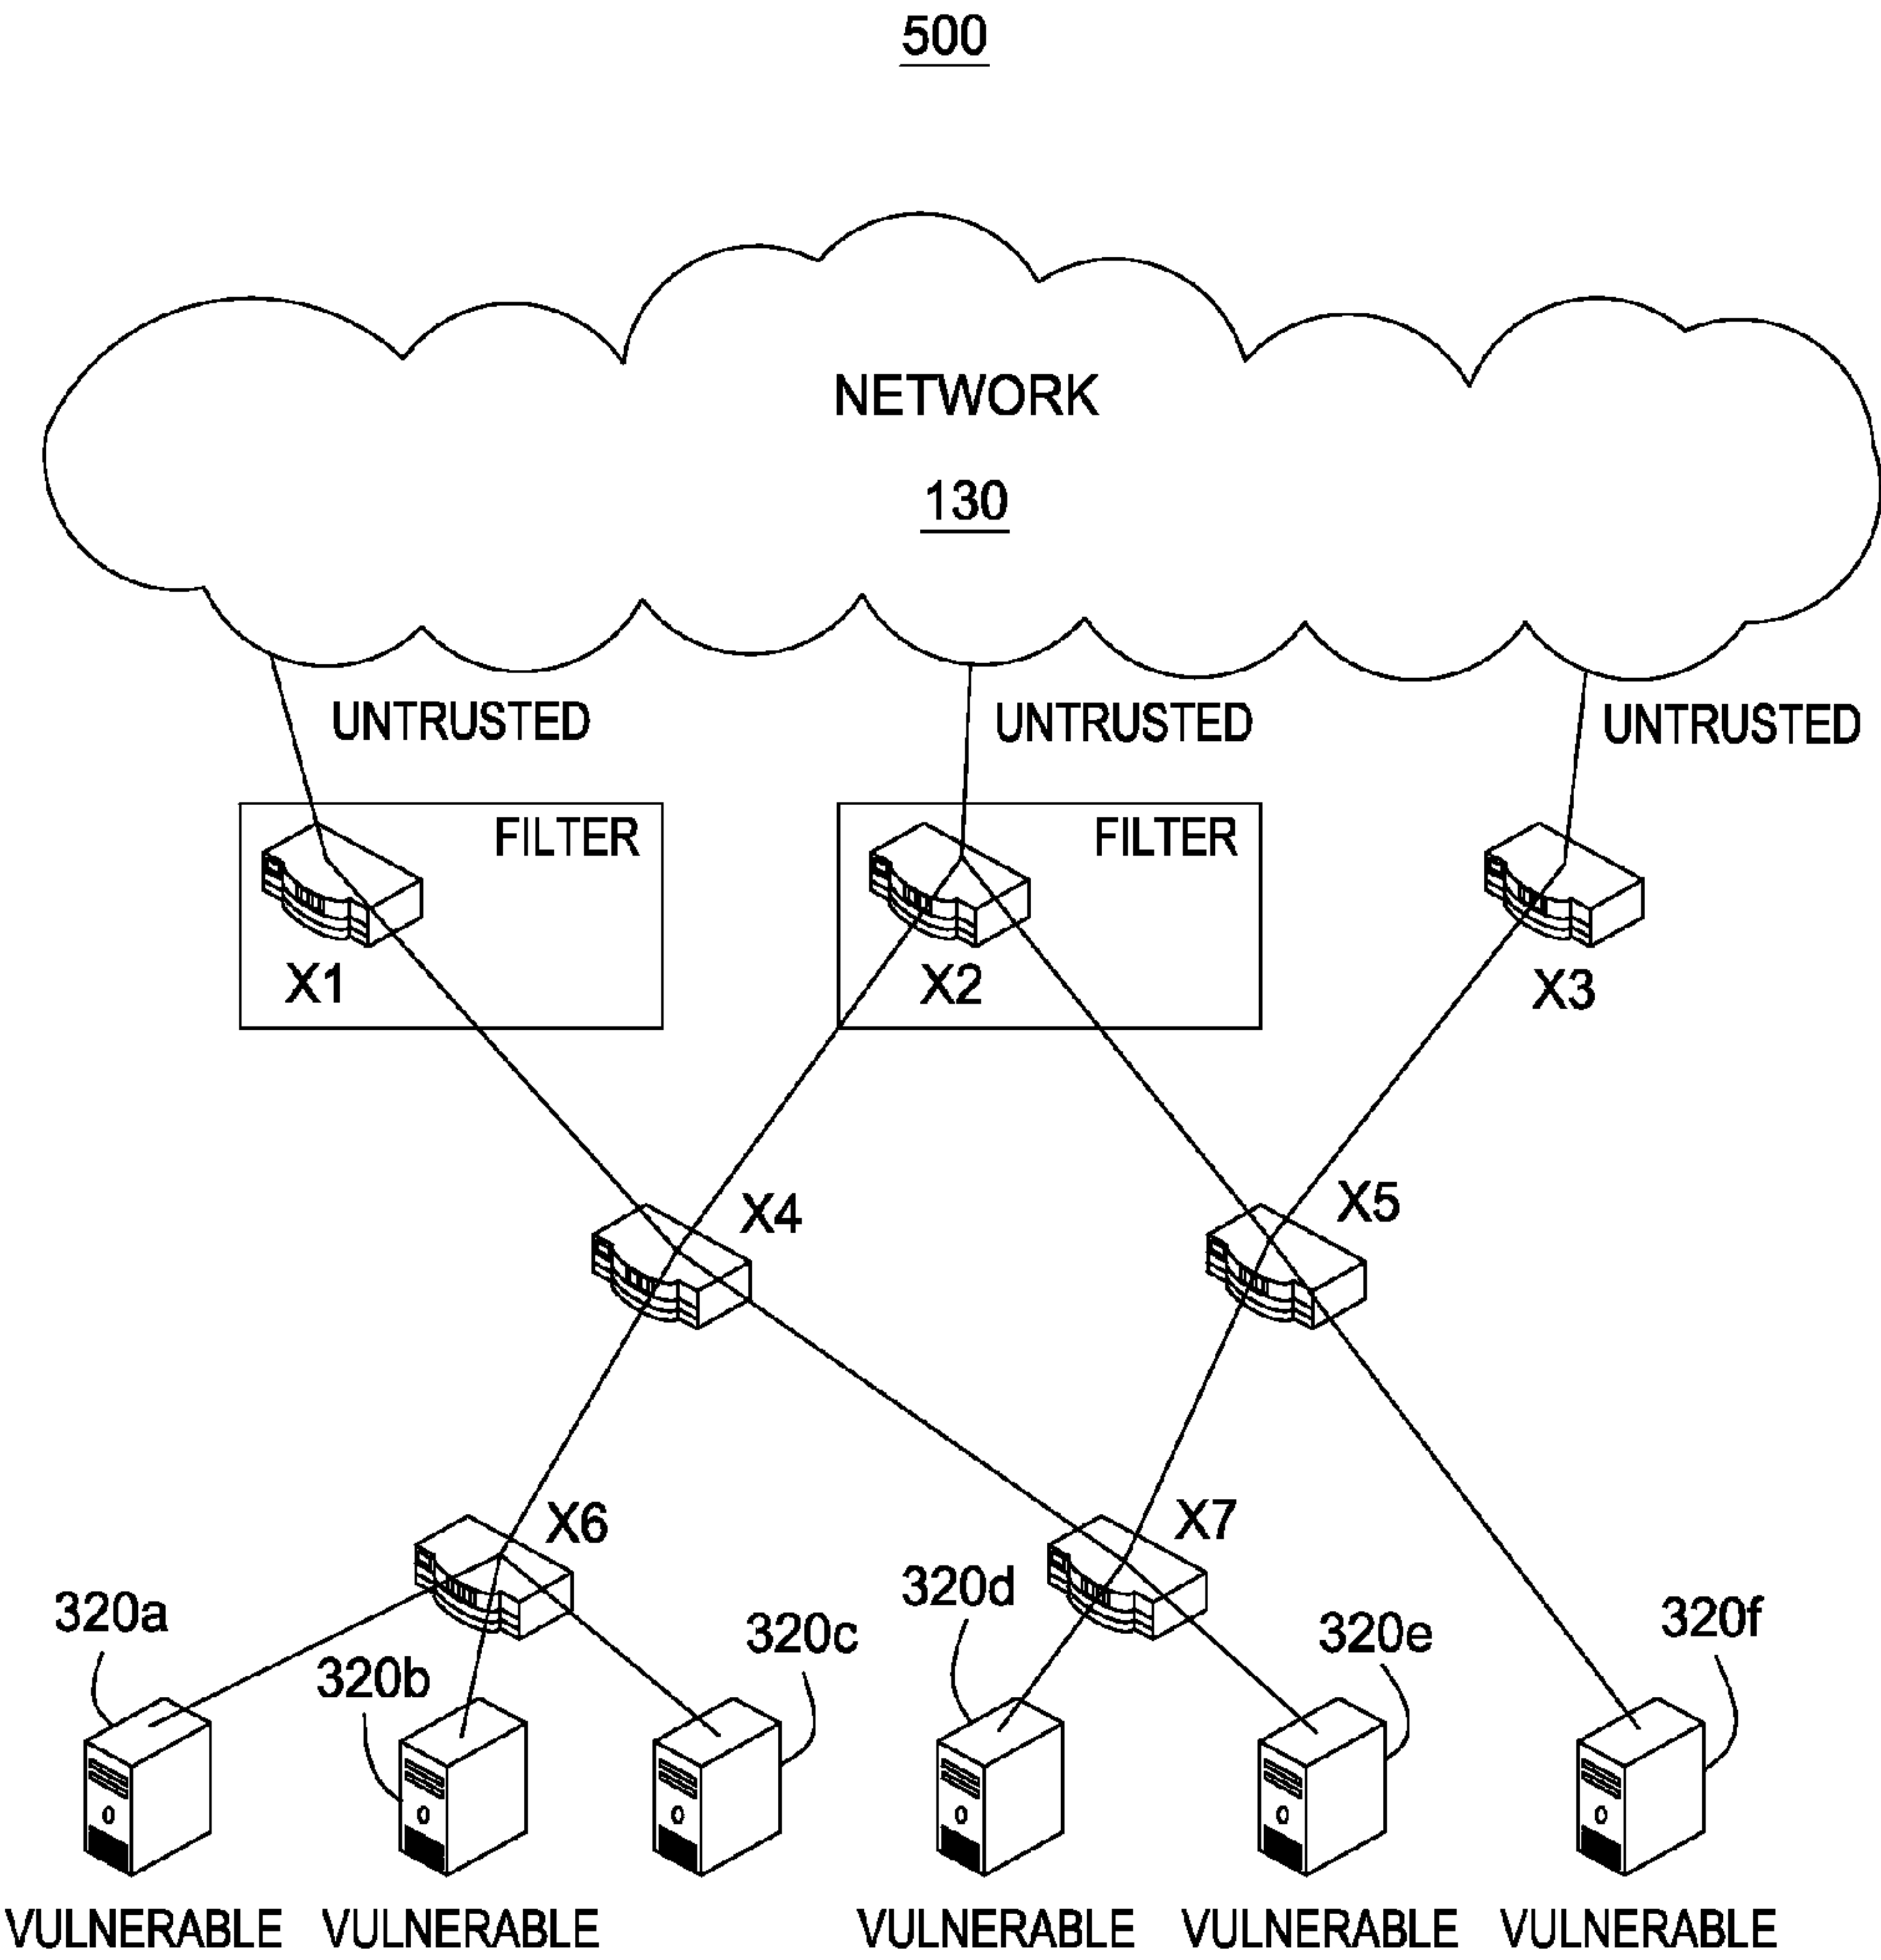 500
NETWORK
130
UNTRUSTED UNTRUSTED UNTRUSTED
FILTER FILTER
X1 X2 X3
X4 X5
X6 X7
320a 320b 320c 320d 320e 320f
VULNERABLE VULNERABLE VULNERABLE VULNERABLE VULNERABLE